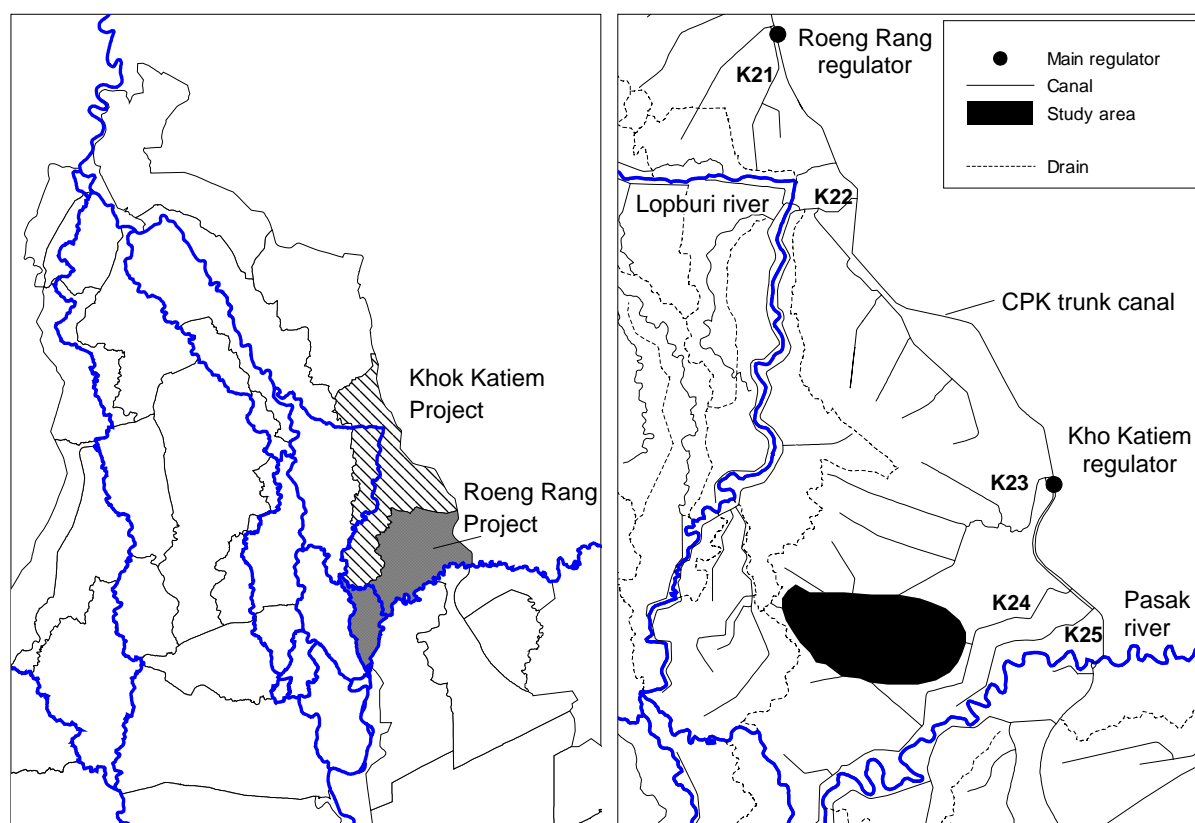 Khok Katiem
Project
Roeng Rang
Project
Roeng Rang
regulator
K21
Main regulator
Canal
Study area
Drain
Lopburi river
K22
CPK trunk canal
Kho Katiem
regulator
K23
K24
Pasak
river
K25